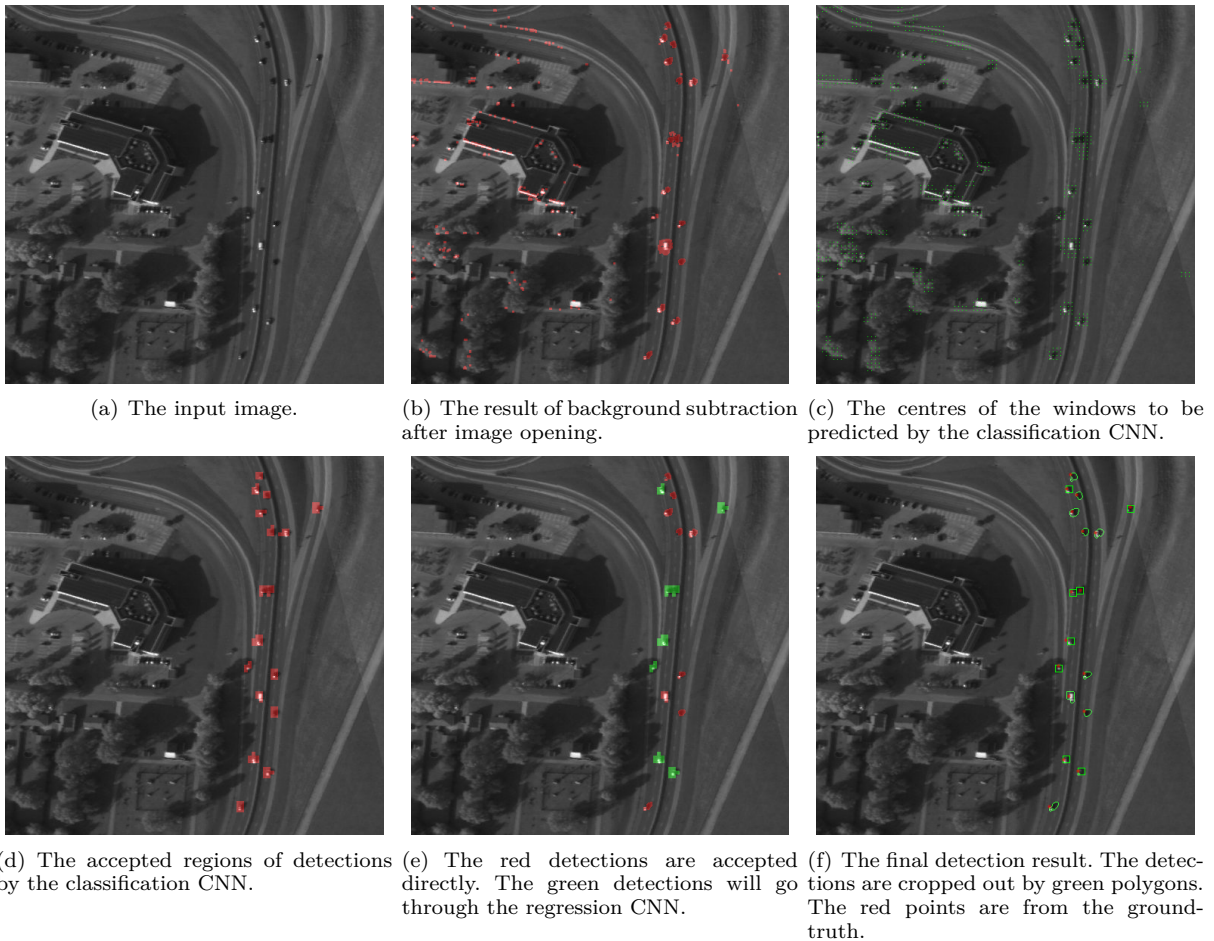 (a) The input image.
(b) The result of background subtraction
after image opening.
(c) The centres of the windows to be
predicted by the classification CNN.
(d) The accepted regions of detections
by the classification CNN.
(e) The red detections are accepted
directly. The green detections will go
through the regression CNN.
(f) The final detection result. The detec-
tions are cropped out by green polygons.
The red points are from the ground-
truth.